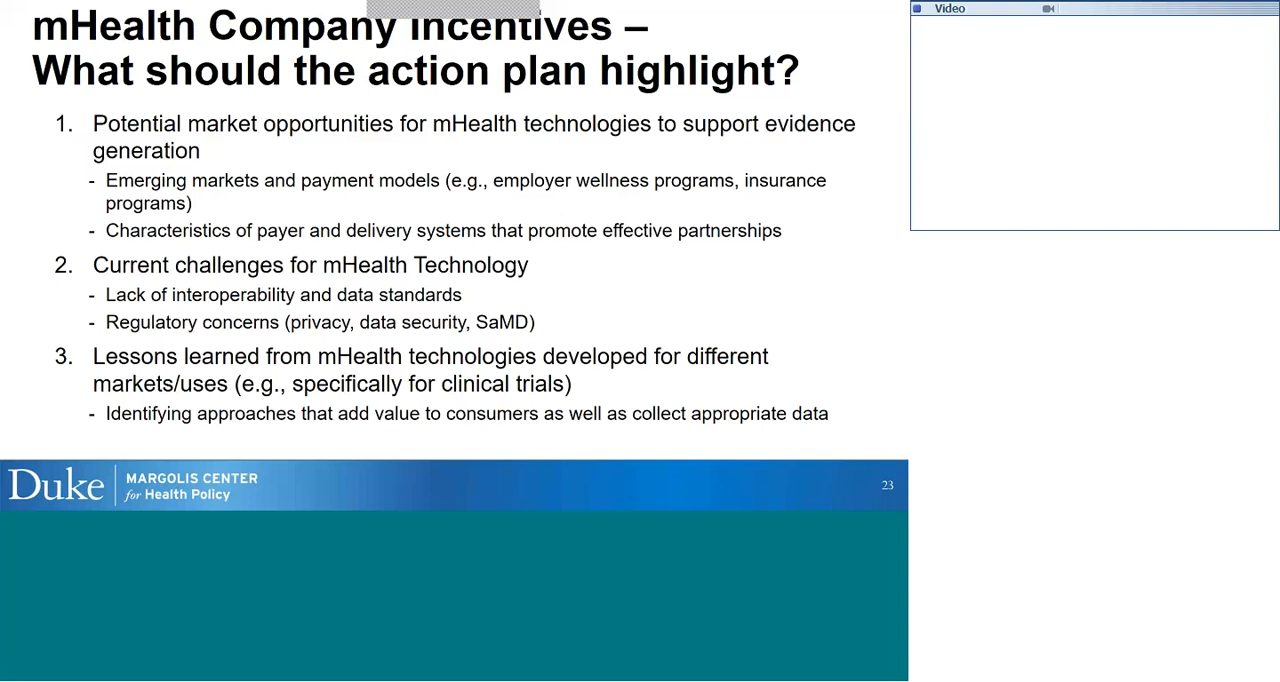 mHealth Company Incentives –
What should the action plan highlight?
1. Potential market opportunities for mHealth technologies to support evidence
generation
- Emerging markets and payment models (e.g., employer wellness programs, insurance
programs)
- Characteristics of payer and delivery systems that promote effective partnerships
2. Current challenges for mHealth Technology
- Lack of interoperability and data standards
- Regulatory concerns (privacy, data security, SaMD)
3. Lessons learned from mHealth technologies developed for different
markets/uses (e.g., specifically for clinical trials)
- Identifying approaches that add value to consumers as well as collect appropriate data
Duke
MARGOLIS CENTER
for Health Policy
23
Video